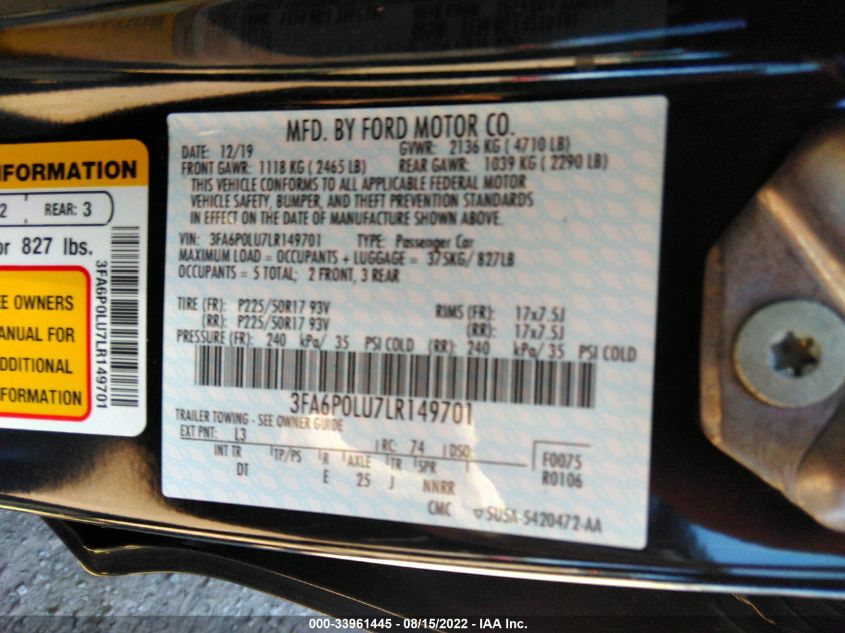 INFORMATION
2 REAR: 3
or 827 lbs.
SEE OWNERS
MANUAL FOR
ADDITIONAL
INFORMATION
3FA6P0LU7LR149701
MFD. BY FORD MOTOR CO.
DATE: 12/19 GVWR: 2136 KG ( 4710 LB)
FRONT GAWR: 1118 KG ( 2465 LB) REAR GAWR: 1039 KG ( 2290 LB)
THIS VEHICLE CONFORMS TO ALL APPLICABLE FEDERAL MOTOR
VEHICLE SAFETY, BUMPER, AND THEFT PREVENTION STANDARDS
IN EFFECT ON THE DATE OF MANUFACTURE SHOWN ABOVE.
VIN: 3FA6P0LU7LR149701 TYPE: Passenger Car
MAXIMUM LOAD = OCCUPANTS + LUGGAGE = 375KG/ 827LB
OCCUPANTS = 5 TOTAL; 2 FRONT, 3 REAR
TIRE (FR): P225/50R17 93V RIMS (FR): 17x7.5J
(RR): P225/50R17 93V (RR): 17x7.5J
PRESSURE (FR): 240 kPa/ 35 PSI COLD (RR): 240 kPa/ 35 PSI COLD
3FA6P0LU7LR149701
TRAILER TOWING - SEE OWNER GUIDE
EXT PNT: L3 RC: 74 DSO: F0075
INT TR TP/PS R AXLE TR SPR R0106
DT E 25 J NNRR
CMC 5USA-5420472-AA
000-33961445 - 08/15/2022 - IAA Inc.